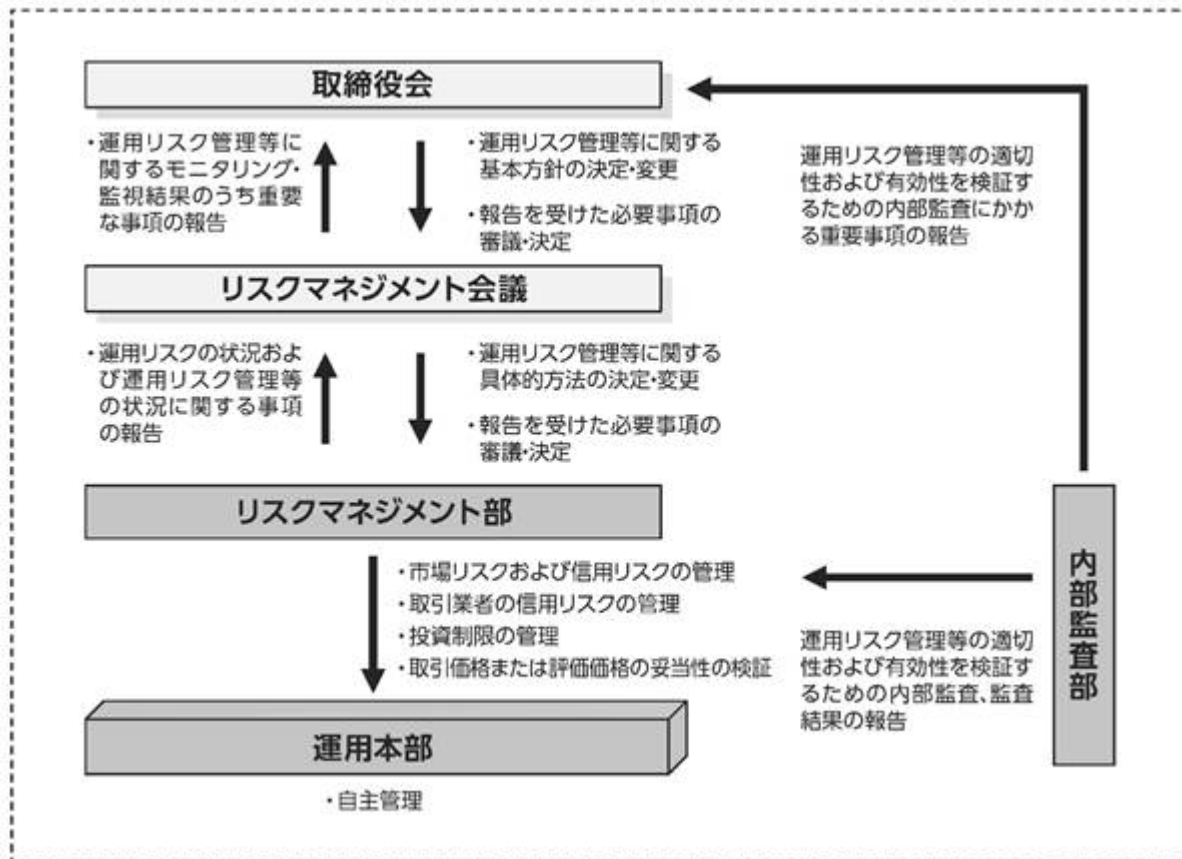 取締役会
・運用リスク管理等に
関するモニタリング・
監視結果のうち重要
な事項の報告
・運用リスク管理等に関する
基本方針の決定・変更
・報告を受けた必要事項の
審議・決定
運用リスク管理等の適切
性および有効性を検証す
るための内部監査にかか
る重要事項の報告
リスクマネジメント会議
・運用リスクの状況およ
び運用リスク管理等
の状況に関する事項
の報告
・運用リスク管理等に関する
具体的方法の決定・変更
・報告を受けた必要事項の
審議・決定
リスクマネジメント部
・市場リスクおよび信用リスクの管理
・取引業者の信用リスクの管理
・投資制限の管理
・取引価格または評価価格の妥当性の検証
内部監査部
運用リスク管理等の適切
性および有効性を検証す
るための内部監査、監査
結果の報告
運用本部
・自主管理